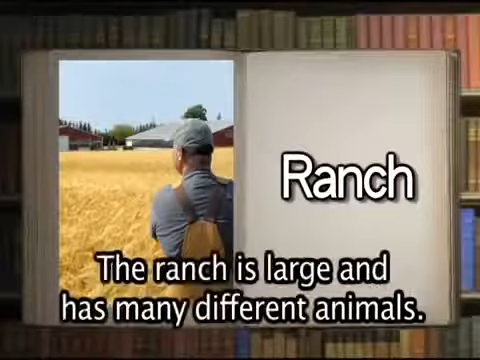 Ranch
The ranch is large and
has many different animals.